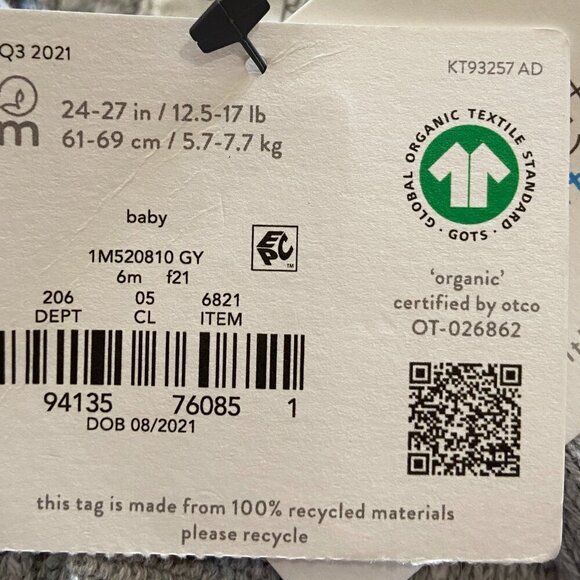 Q3 2021
KT93257 AD
m
24-27 in / 12.5-17 lb
61-69 cm / 5.7-7.7 kg
GLOBAL ORGANIC TEXTILE STANDARD · GOTS ·
baby
1M520810 GY
6m f21
EPC
TM
206 05 6821
DEPT CL ITEM
'organic'
certified by otco
OT-026862
94135 76085 1
DOB 08/2021
this tag is made from 100% recycled materials
please recycle